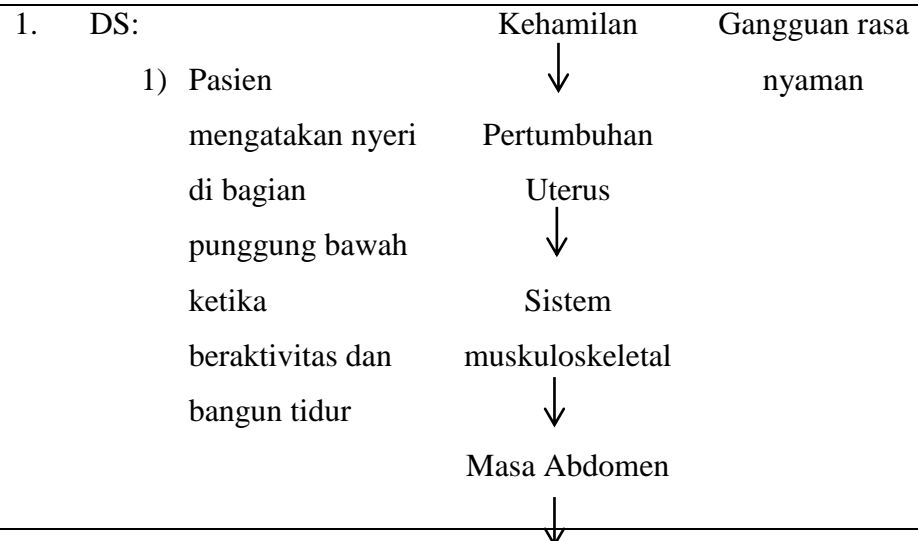 1. DS: Kehamilan Gangguan rasa
1) Pasien nyaman
mengatakan nyeri Pertumbuhan
di bagian Uterus
punggung bawah
ketika Sistem
beraktivitas dan muskuloskeletal
bangun tidur
Masa Abdomen